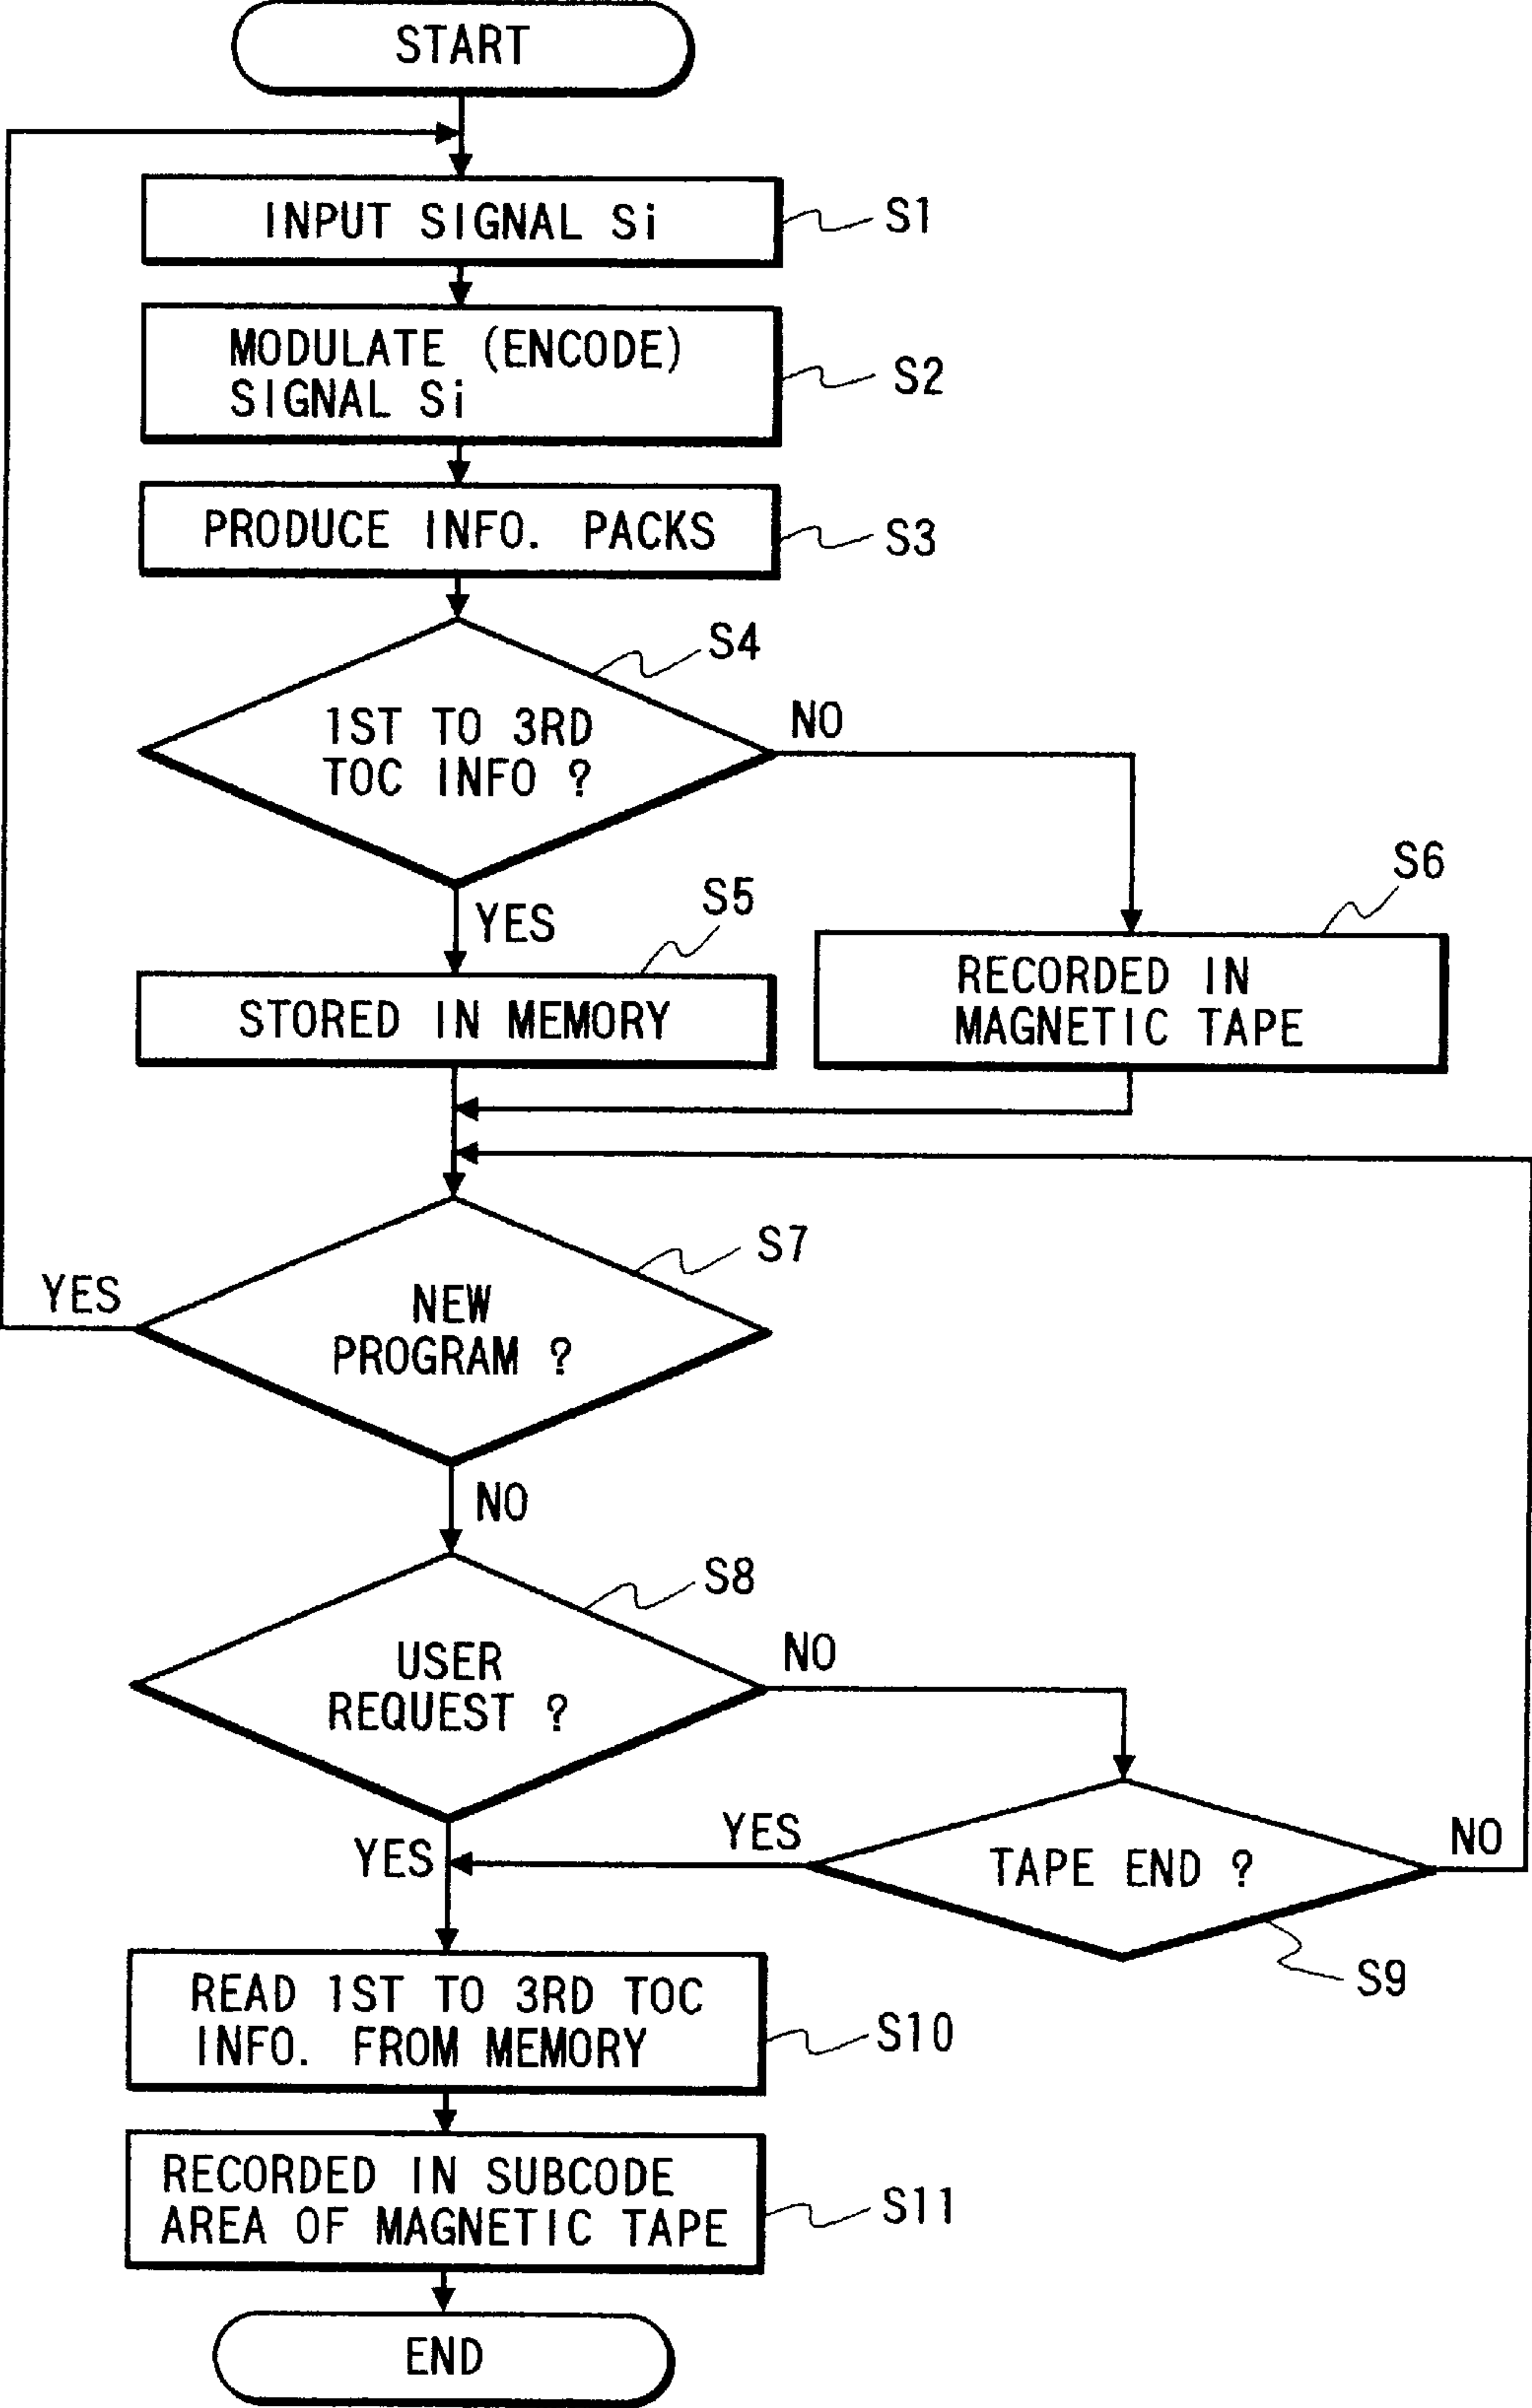 START
INPUT SIGNAL Si
S1
MODULATE (ENCODE)
SIGNAL Si
S2
PRODUCE INFO. PACKS
S3
S4
1ST TO 3RD
TOC INFO ?
NO
YES
S5
STORED IN MEMORY
S6
RECORDED IN
MAGNETIC TAPE
S7
YES
NEW
PROGRAM ?
NO
S8
USER
REQUEST ?
NO
YES
YES
TAPE END ?
NO
S9
READ 1ST TO 3RD TOC
INFO. FROM MEMORY
S10
RECORDED IN SUBCODE
AREA OF MAGNETIC TAPE
S11
END